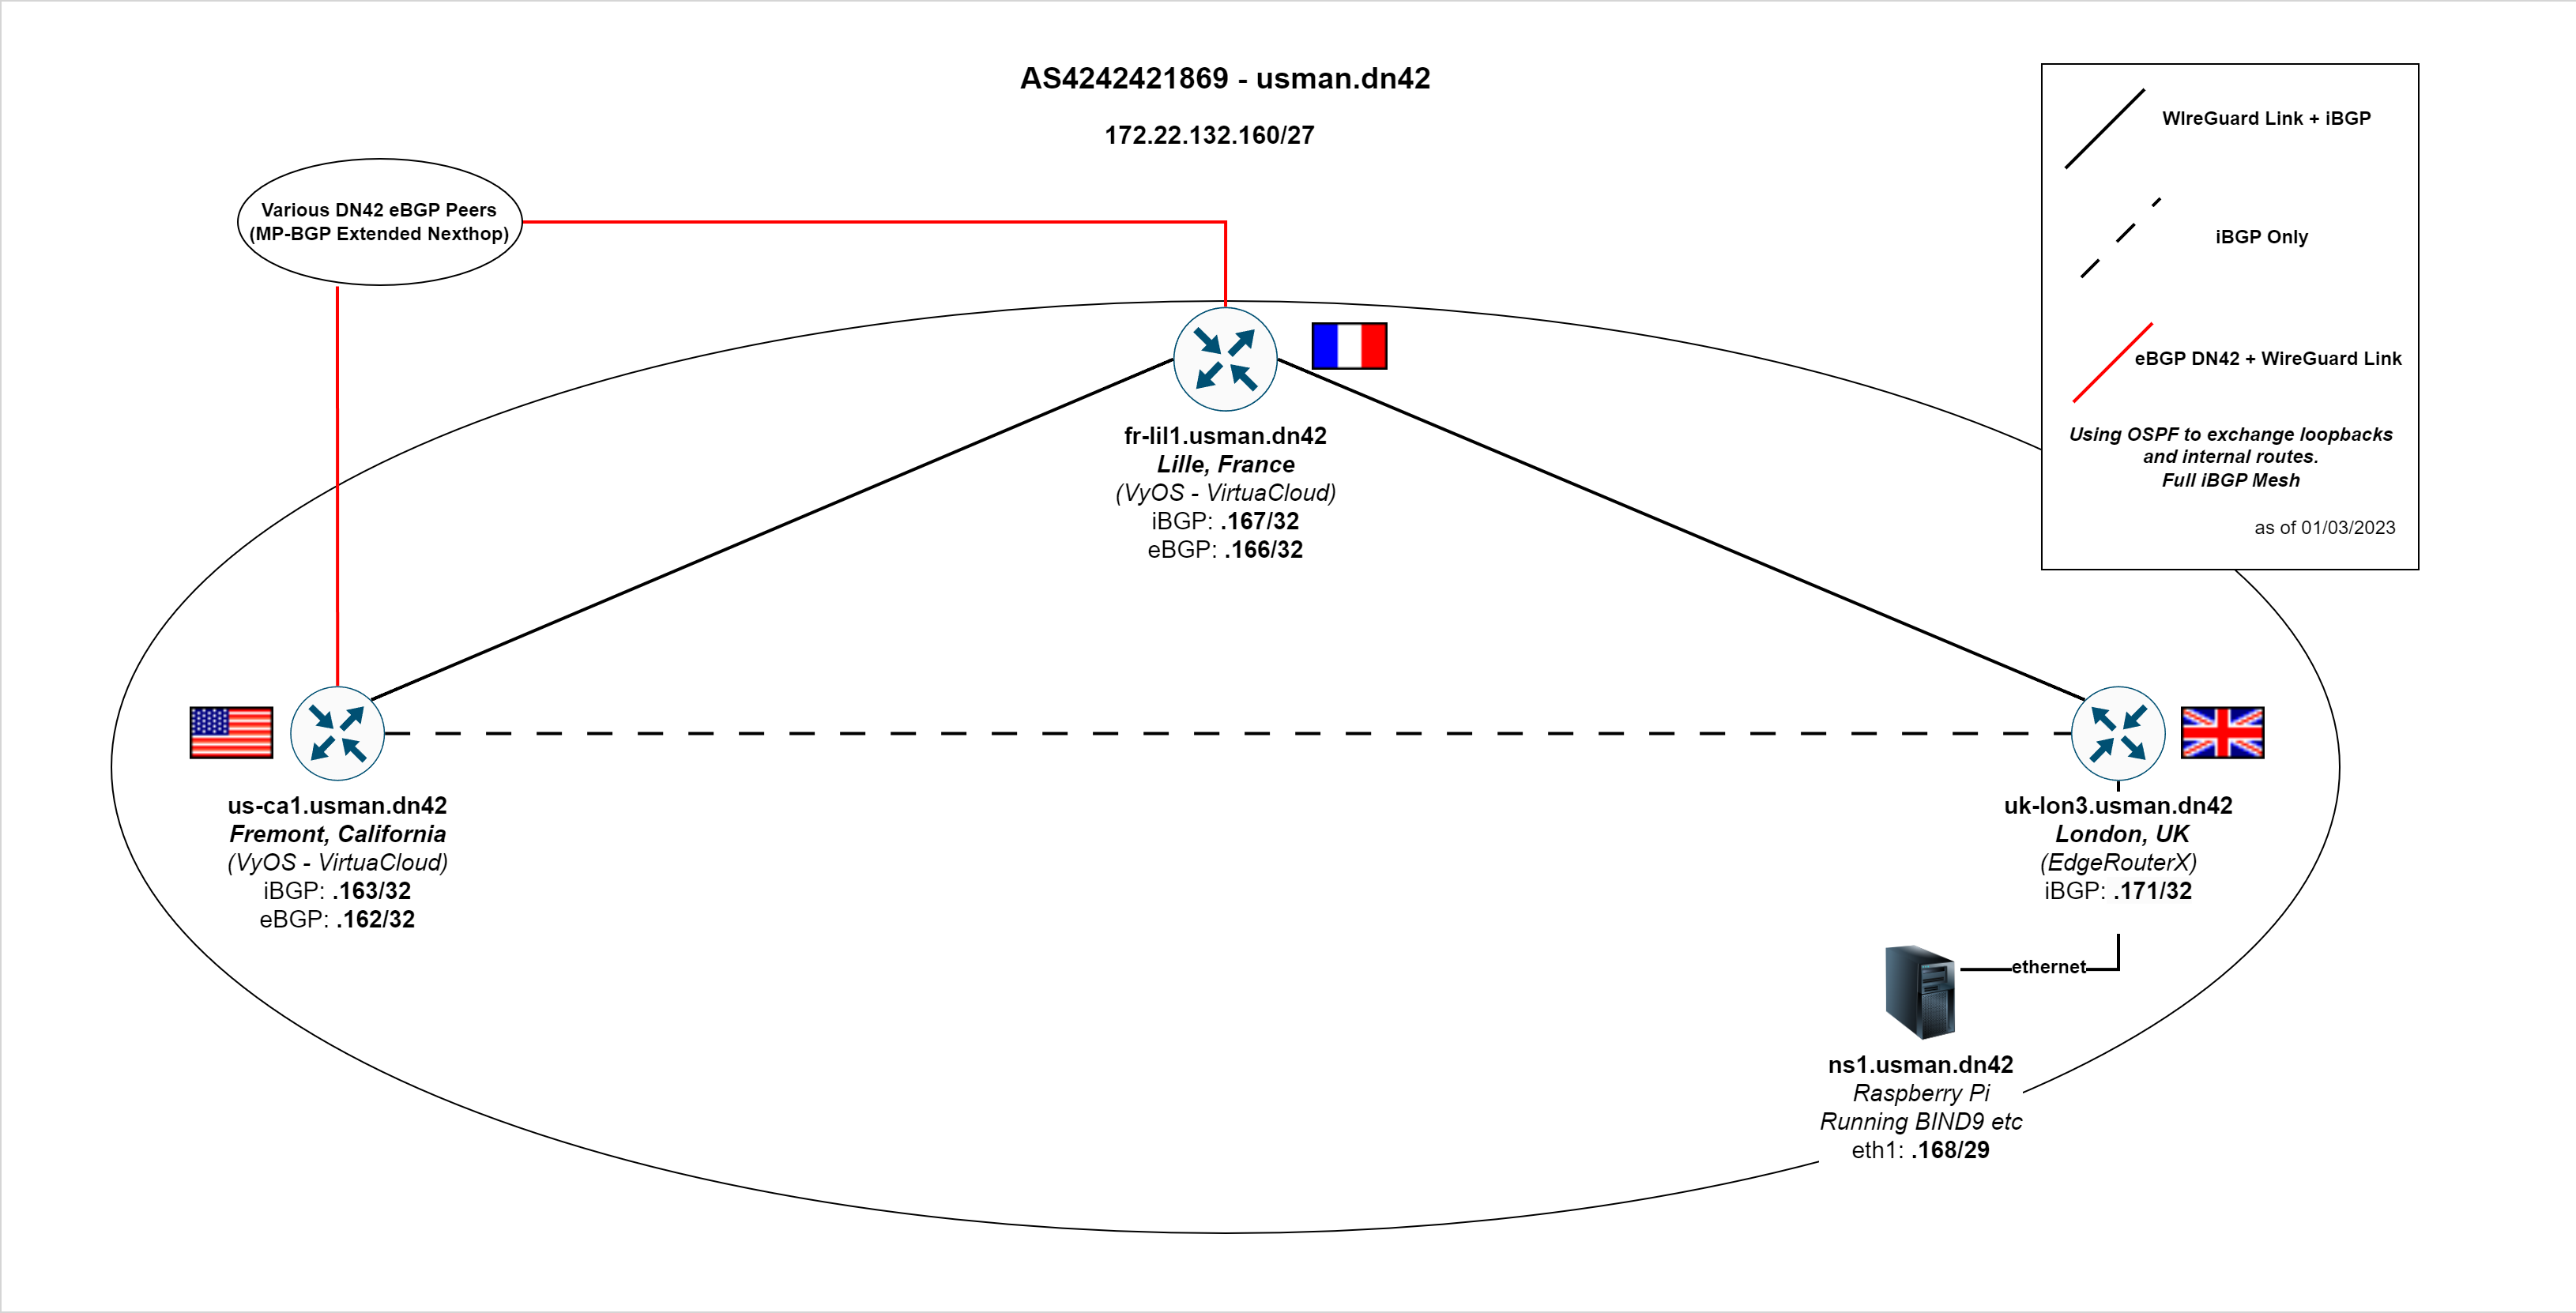 AS4242421869 - usman.dn42
172.22.132.160/27
Various DN42 eBGP Peers
(MP-BGP Extended Nexthop)
WIreGuard Link + iBGP
iBGP Only
eBGP DN42 + WireGuard Link
Using OSPF to exchange loopbacks
and internal routes.
Full iBGP Mesh
as of 01/03/2023
fr-lil1.usman.dn42
Lille, France
(VyOS - VirtuaCloud)
iBGP: .167/32
eBGP: .166/32
us-ca1.usman.dn42
Fremont, California
(VyOS - VirtuaCloud)
iBGP: .163/32
eBGP: .162/32
uk-lon3.usman.dn42
London, UK
(EdgeRouterX)
iBGP: .171/32
ethernet
ns1.usman.dn42
Raspberry Pi
Running BIND9 etc
eth1: .168/29